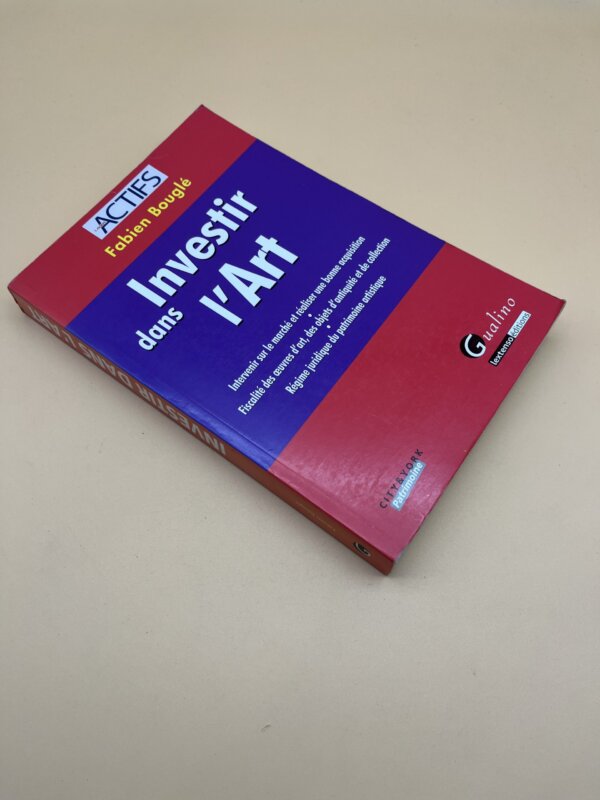 ACTIFS
Fabien Bouglé
Investir
dans l'Art
Intervenir sur le marché et réaliser une bonne acquisition
Fiscalité des œuvres d'art, des objets d'antiquité et de collection
Régime juridique du patrimoine artistique
Gualino
lextenso éditions
CITY & YORK
Patrimoine
INVESTIR DANS L'ART